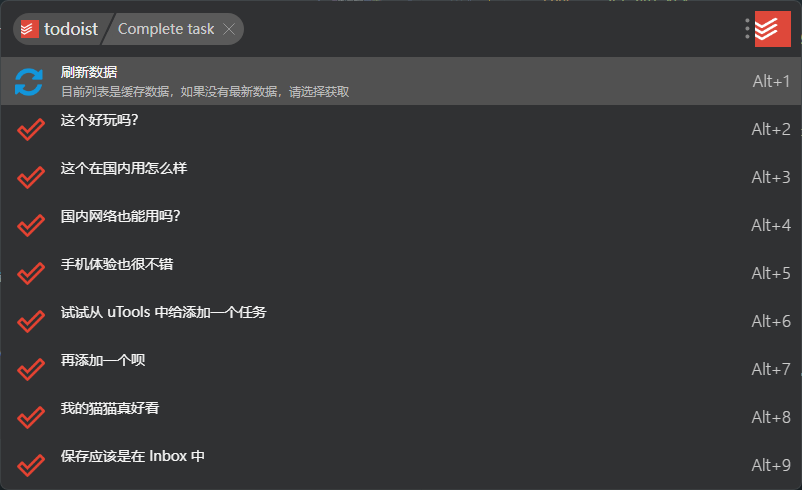 todoist Complete task
刷新数据
目前列表是缓存数据，如果没有最新数据，请选择获取
Alt+1
这个好玩吗？
Alt+2
这个在国内用怎么样
Alt+3
国内网络也能用吗？
Alt+4
手机体验也很不错
Alt+5
试试从 uTools 中给添加一个任务
Alt+6
再添加一个呗
Alt+7
我的猫猫真好看
Alt+8
保存应该是在 Inbox 中
Alt+9